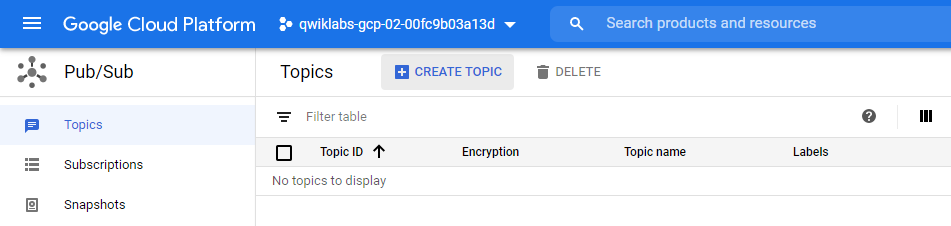 Google Cloud Platform qwiklabs-gcp-02-00fc9b03a13d Search products and resources
Pub/Sub Topics CREATE TOPIC DELETE
Topics
Subscriptions
Snapshots
Filter table
Topic ID Encryption Topic name Labels
No topics to display